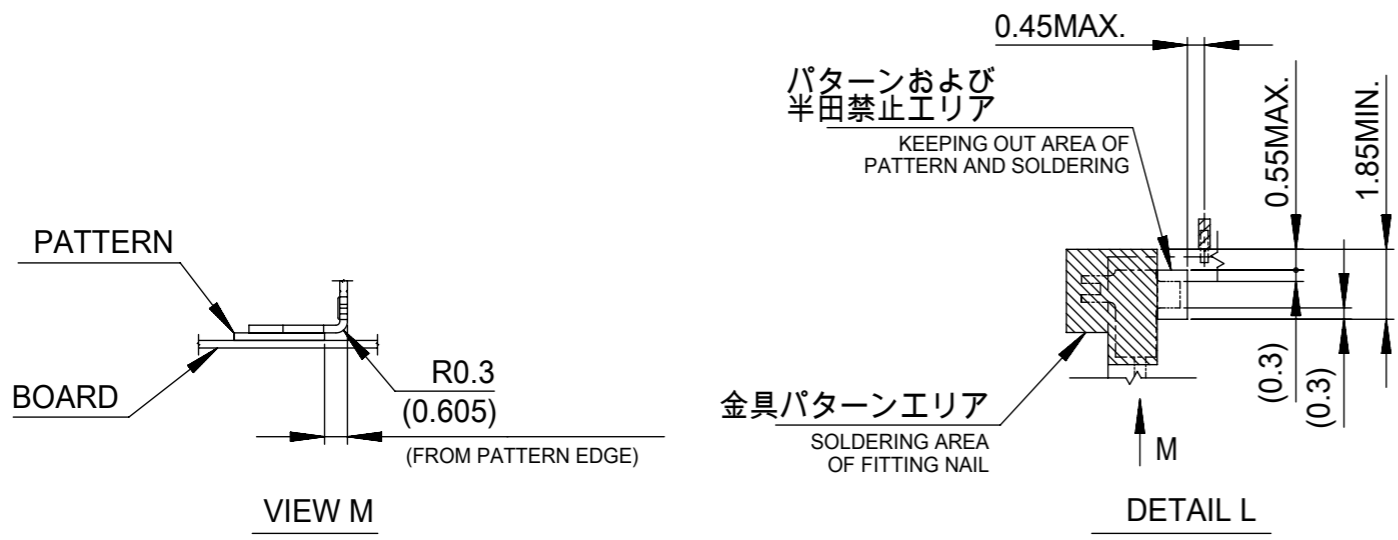 PATTERN
BOARD
R0.3
(0.605)
(FROM PATTERN EDGE)
VIEW M
0.45MAX.
パターンおよび
半田禁止エリア
KEEPING OUT AREA OF
PATTERN AND SOLDERING
0.55MAX.
1.85MIN.
(0.3)
(0.3)
金具パターンエリア
SOLDERING AREA
OF FITTING NAIL
M
DETAIL L